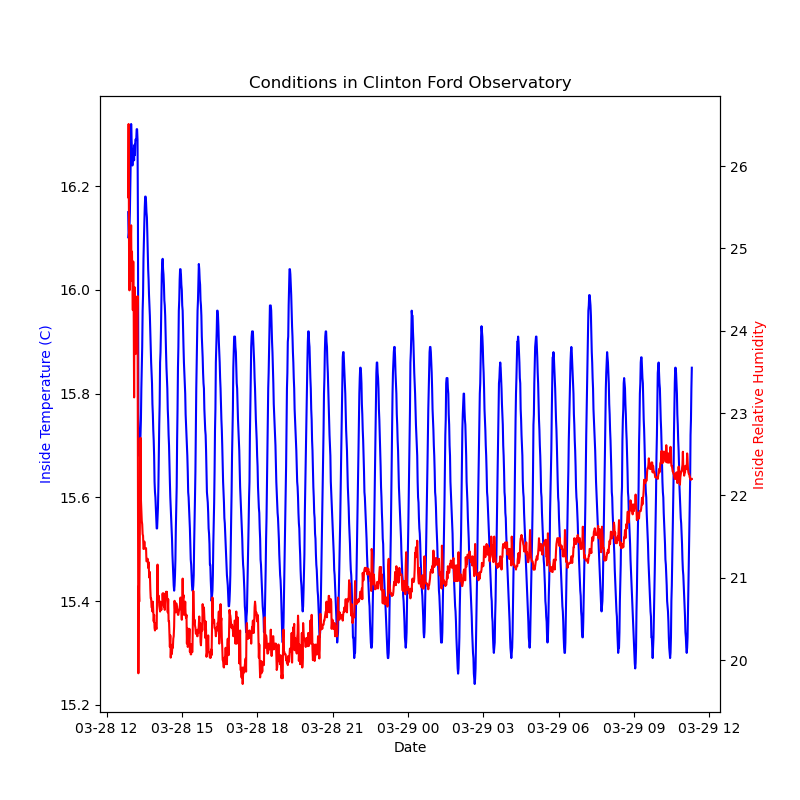 Conditions in Clinton Ford Observatory
Inside Temperature (C)
16.2
16.0
15.8
15.6
15.4
15.2
26
25
24
23
22
21
20
Inside Relative Humidity
03-28 12 03-28 15 03-28 18 03-28 21 03-29 00 03-29 03 03-29 06 03-29 09 03-29 12
Date